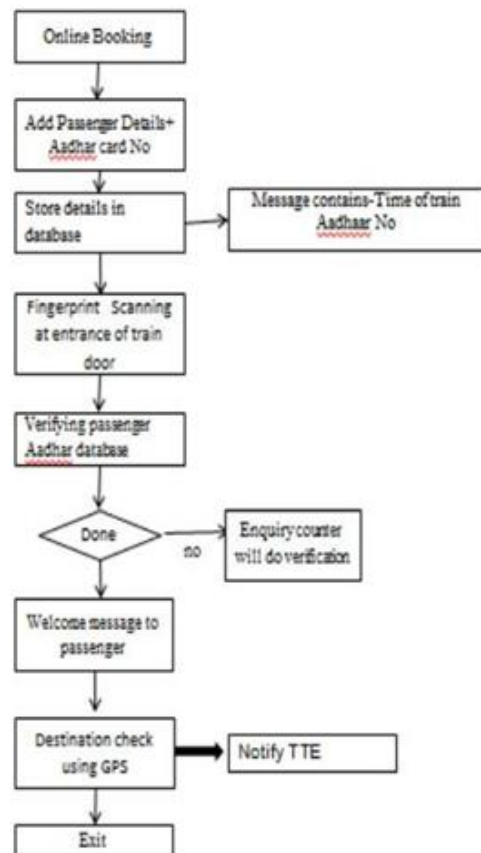 Online Booking
Add Passenger Details+
Aadhar card No
Store details in
database
Message contains-Time of train
Aadhaar No
Fingerprint Scanning
at entrance of train
door
Verifying passenger
Aadhar database
Done
no
Enquiry counter
will do verification
Welcome message to
passenger
Destination check
using GPS
Notify TTE
Exit